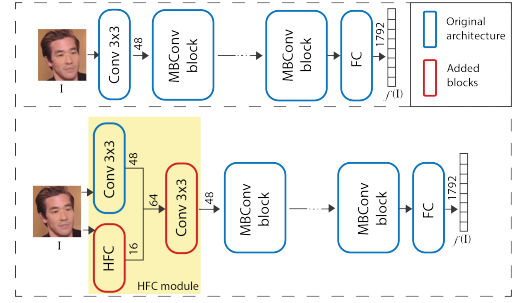 I
Conv 3x3
48
MBConv
block
MBConv
block
FC
1792
f(I)
Original
architecture
Added
blocks
I
Conv 3x3
HFC
48
16
64
Conv 3x3
48
HFC module
MBConv
block
MBConv
block
FC
1792
f(I)